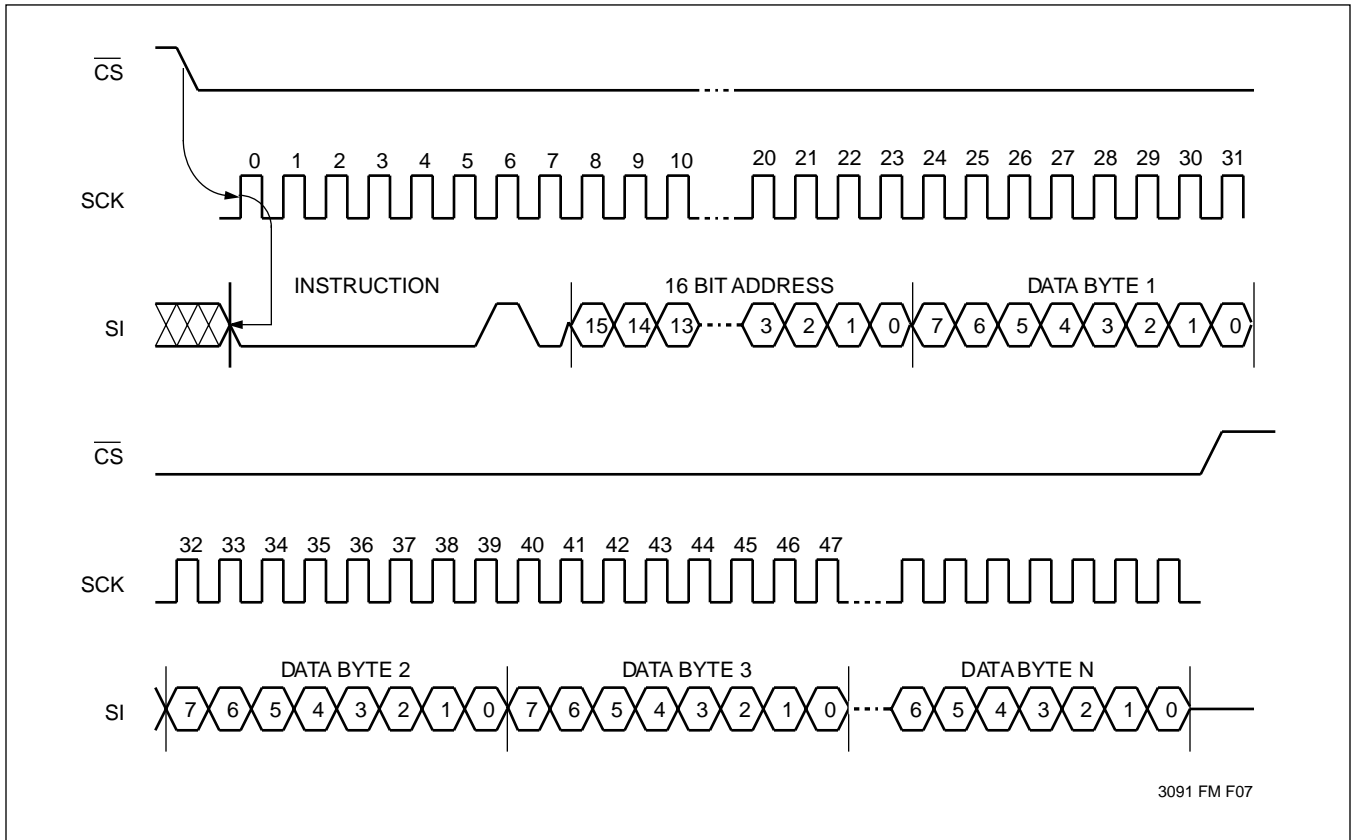 CS
0 1 2 3 4 5 6 7 8 9 10 20 21 22 23 24 25 26 27 28 29 30 31
SCK
INSTRUCTION 16 BIT ADDRESS DATA BYTE 1
SI 15 14 13 3 2 1 0 7 6 5 4 3 2 1 0
CS
32 33 34 35 36 37 38 39 40 41 42 43 44 45 46 47
SCK
DATA BYTE 2 DATA BYTE 3 DATA BYTE N
SI 7 6 5 4 3 2 1 0 7 6 5 4 3 2 1 0 6 5 4 3 2 1 0
3091 FM F07